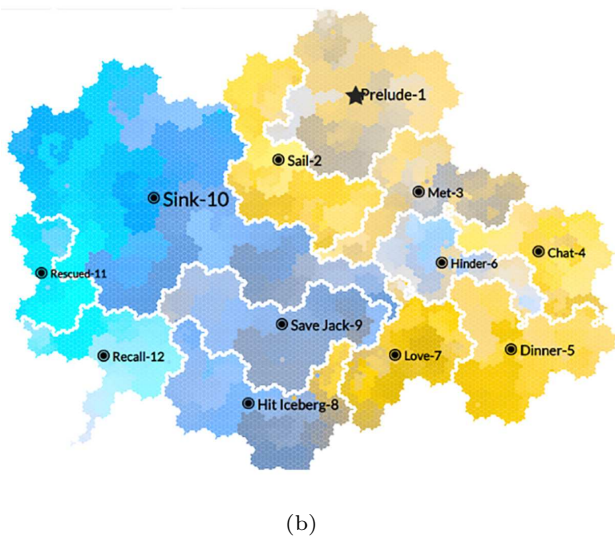 Prelude-1
Sail-2
Met-3
Sink-10
Chat-4
Hinder-6
Rescued-11
Save Jack-9
Dinner-5
Love-7
Recall-12
Hit Iceberg-8
(b)